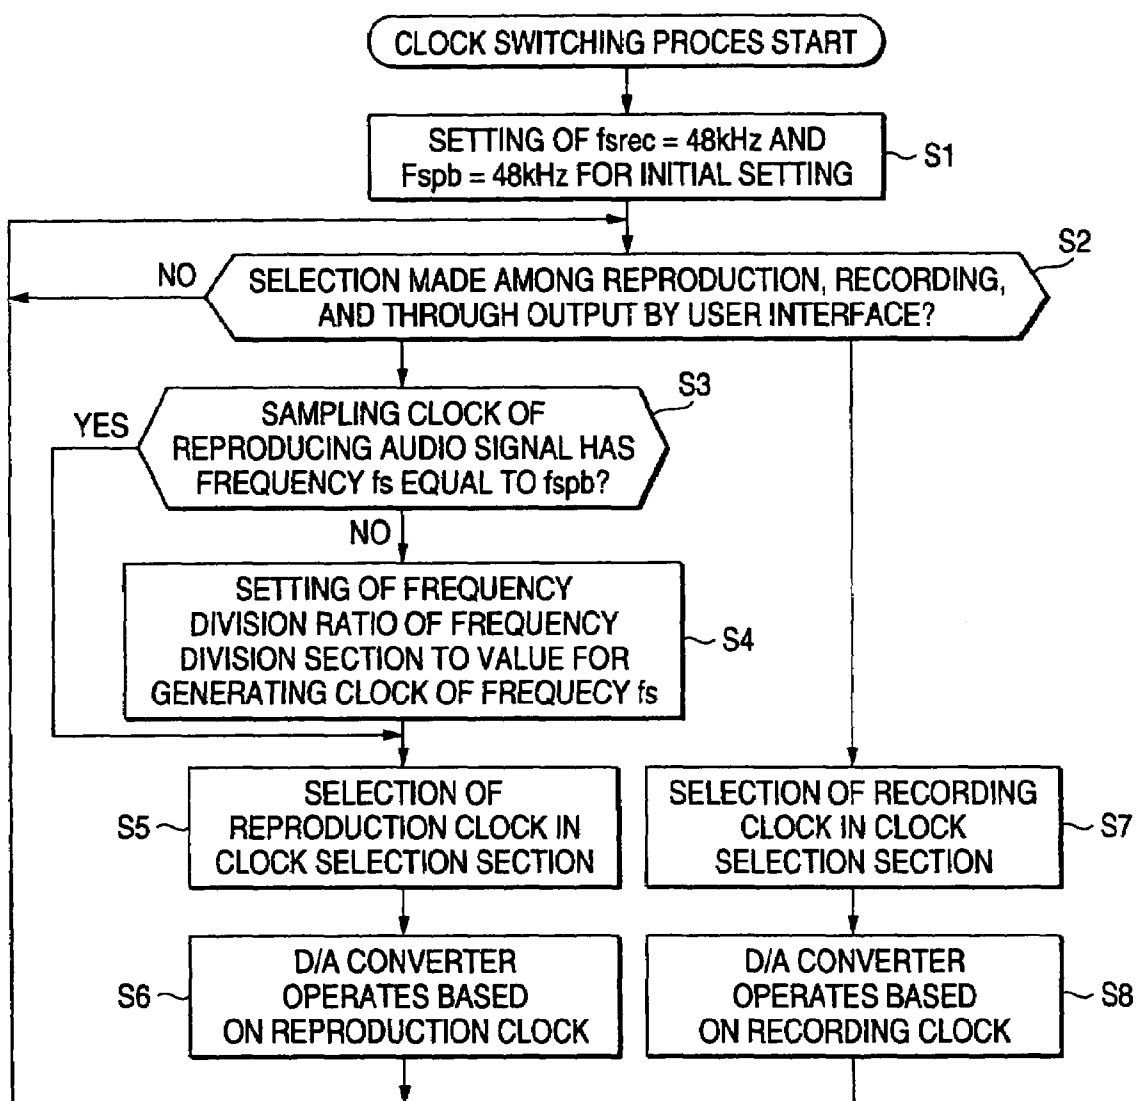 CLOCK SWITCHING PROCES START
SETTING OF fsrec = 48kHz AND
Fspb = 48kHz FOR INITIAL SETTING
S1
S2
NO
SELECTION MADE AMONG REPRODUCTION, RECORDING,
AND THROUGH OUTPUT BY USER INTERFACE?
S3
YES
SAMPLING CLOCK OF
REPRODUCING AUDIO SIGNAL HAS
FREQUENCY fs EQUAL TO fspb?
NO
SETTING OF FREQUENCY
DIVISION RATIO OF FREQUENCY
DIVISION SECTION TO VALUE FOR
GENERATING CLOCK OF FREQUECY fs
S4
S5
SELECTION OF
REPRODUCTION CLOCK IN
CLOCK SELECTION SECTION
SELECTION OF RECORDING
CLOCK IN CLOCK
SELECTION SECTION
S7
S6
D/A CONVERTER
OPERATES BASED
ON REPRODUCTION CLOCK
D/A CONVERTER
OPERATES BASED
ON RECORDING CLOCK
S8